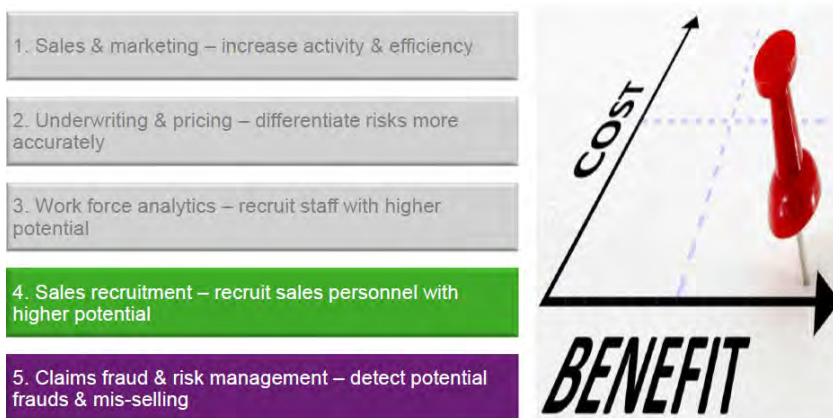 1. Sales & marketing – increase activity & efficiency
2. Underwriting & pricing – differentiate risks more
accurately
3. Work force analytics – recruit staff with higher
potential
4. Sales recruitment – recruit sales personnel with
higher potential
5. Claims fraud & risk management – detect potential
frauds & mis-selling
COST
BENEFIT